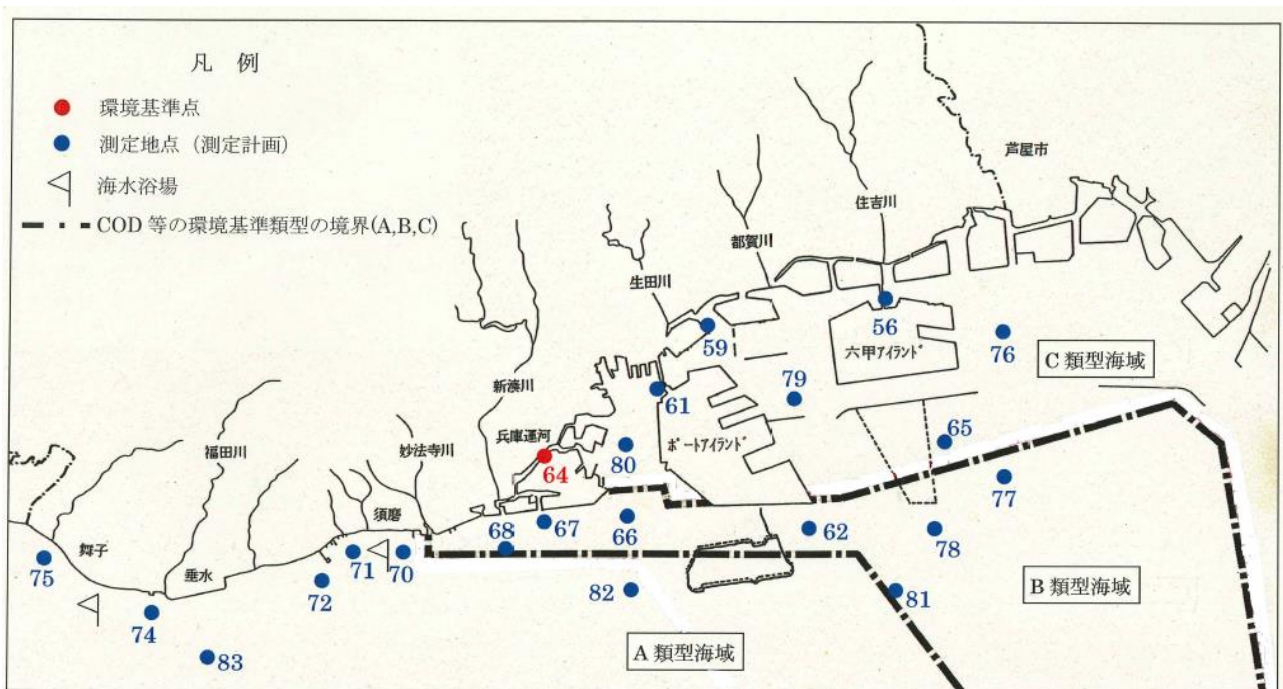 凡 例
環境基準点
測定地点（測定計画）
海水浴場
COD 等の環境基準類型の境界(A,B,C)
芦屋市
住吉川
都賀川
生田川
新湊川
兵庫運河
妙法寺川
福田川
須磨
舞子
垂水
六甲アイランド
ポートアイランド
C 類型海域
B 類型海域
A 類型海域
56
59
76
79
61
65
80
64
77
67
66
62
78
68
75
71
70
72
82
81
74
83